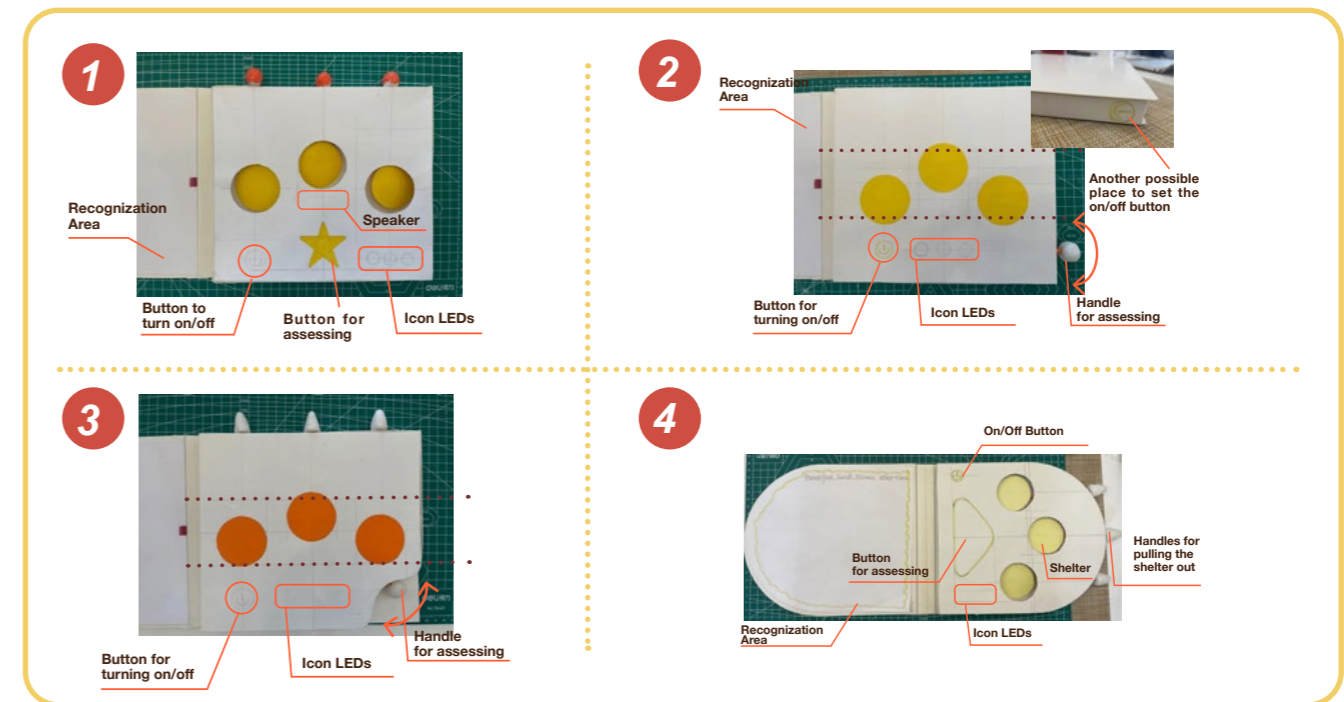 1
Recognization
Area
Speaker
Button to
turn on/off
Button for
assessing
Icon LEDs
2
Recognization
Area
Another possible
place to set the
on/off button
Button for
turning on/off
Icon LEDs
Handle
for assessing
3
Button for
turning on/off
Icon LEDs
Handle
for assessing
4
On/Off Button
Button
for assessing
Shelter
Handles for
pulling the
shelter out
Recognization
Area
Icon LEDs